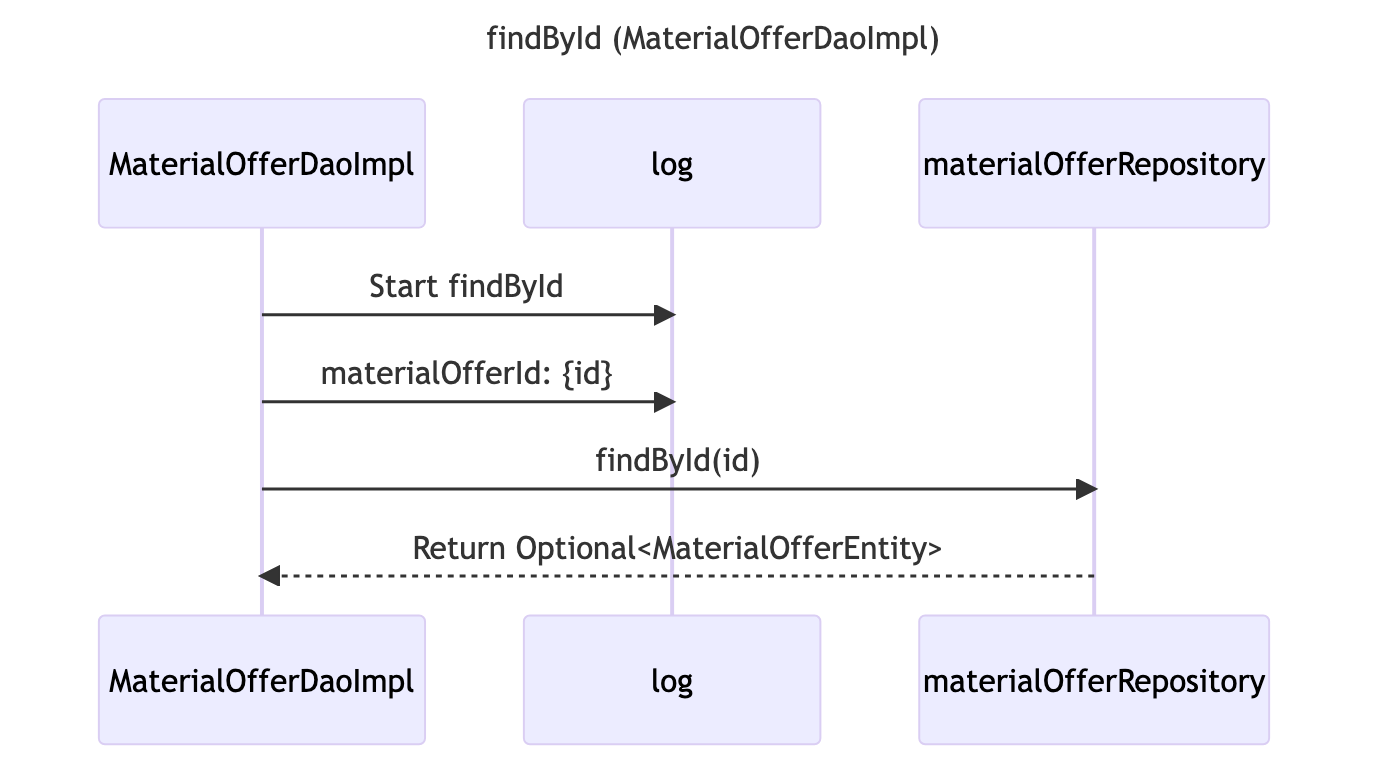 findById (MaterialOfferDaoImpl)
MaterialOfferDaoImpl
log
materialOfferRepository
Start findById
materialOfferId: {id}
findById(id)
Return Optional<MaterialOfferEntity>
MaterialOfferDaoImpl
log
materialOfferRepository